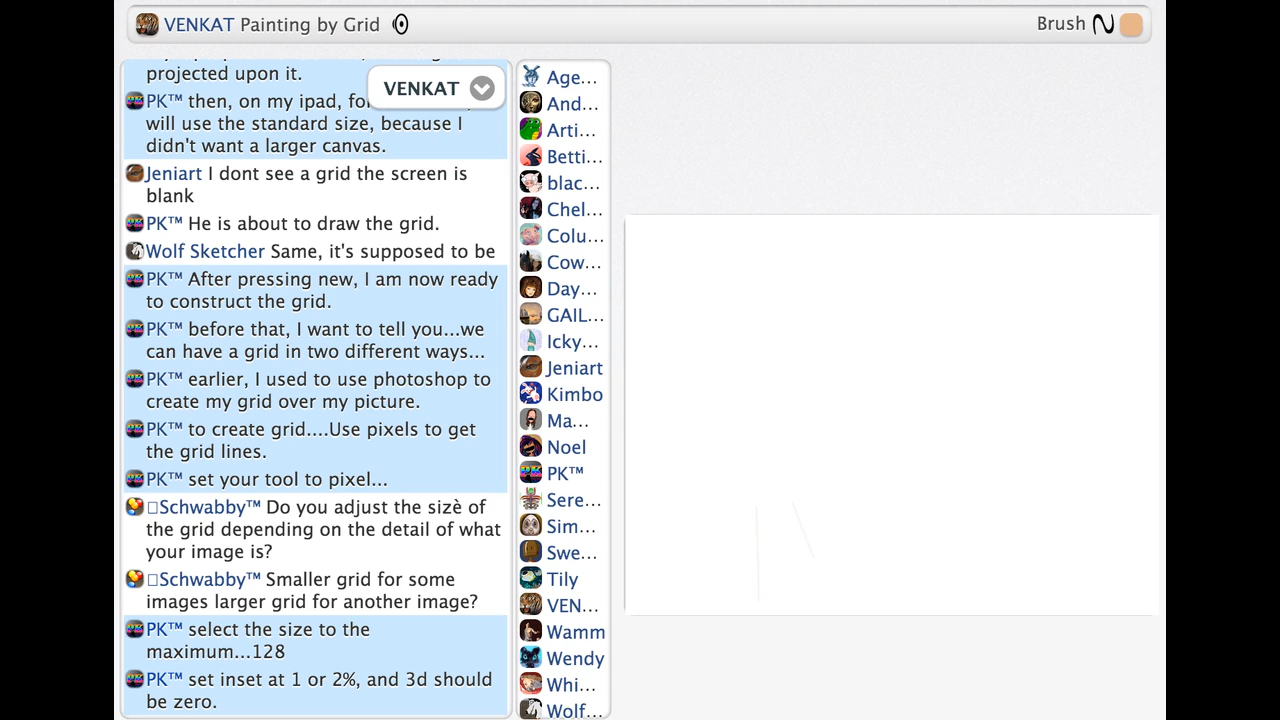 VENKAT Painting by Grid
Brush
projected upon it.
VENKAT
PK™ then, on my ipad,
will use the standard size, because I
didn't want a larger canvas.
Jeniart I dont see a grid the screen is
blank
PK™ He is about to draw the grid.
Wolf Sketcher Same, it's supposed to be
PK™ After pressing new, I am now ready
to construct the grid.
PK™ before that, I want to tell you...we
can have a grid in two different ways...
PK™ earlier, I used to use photoshop to
create my grid over my picture.
PK™ to create grid....Use pixels to get
the grid lines.
PK™ set your tool to pixel...
Schwabby™ Do you adjust the sizè of
the grid depending on the detail of what
your image is?
Schwabby™ Smaller grid for some
images larger grid for another image?
PK™ select the size to the
maximum...128
PK™ set inset at 1 or 2%, and 3d should
be zero.
Age...
And...
Arti...
Betti...
blac...
Chel...
Colu...
Cow...
Day...
GAIL...
Icky...
Jeniart
Kimbo
Ma...
Noel
PK™
Sere...
Sim...
Swe...
Tily
VEN...
Wamm
Wendy
Whi...
Wolf...